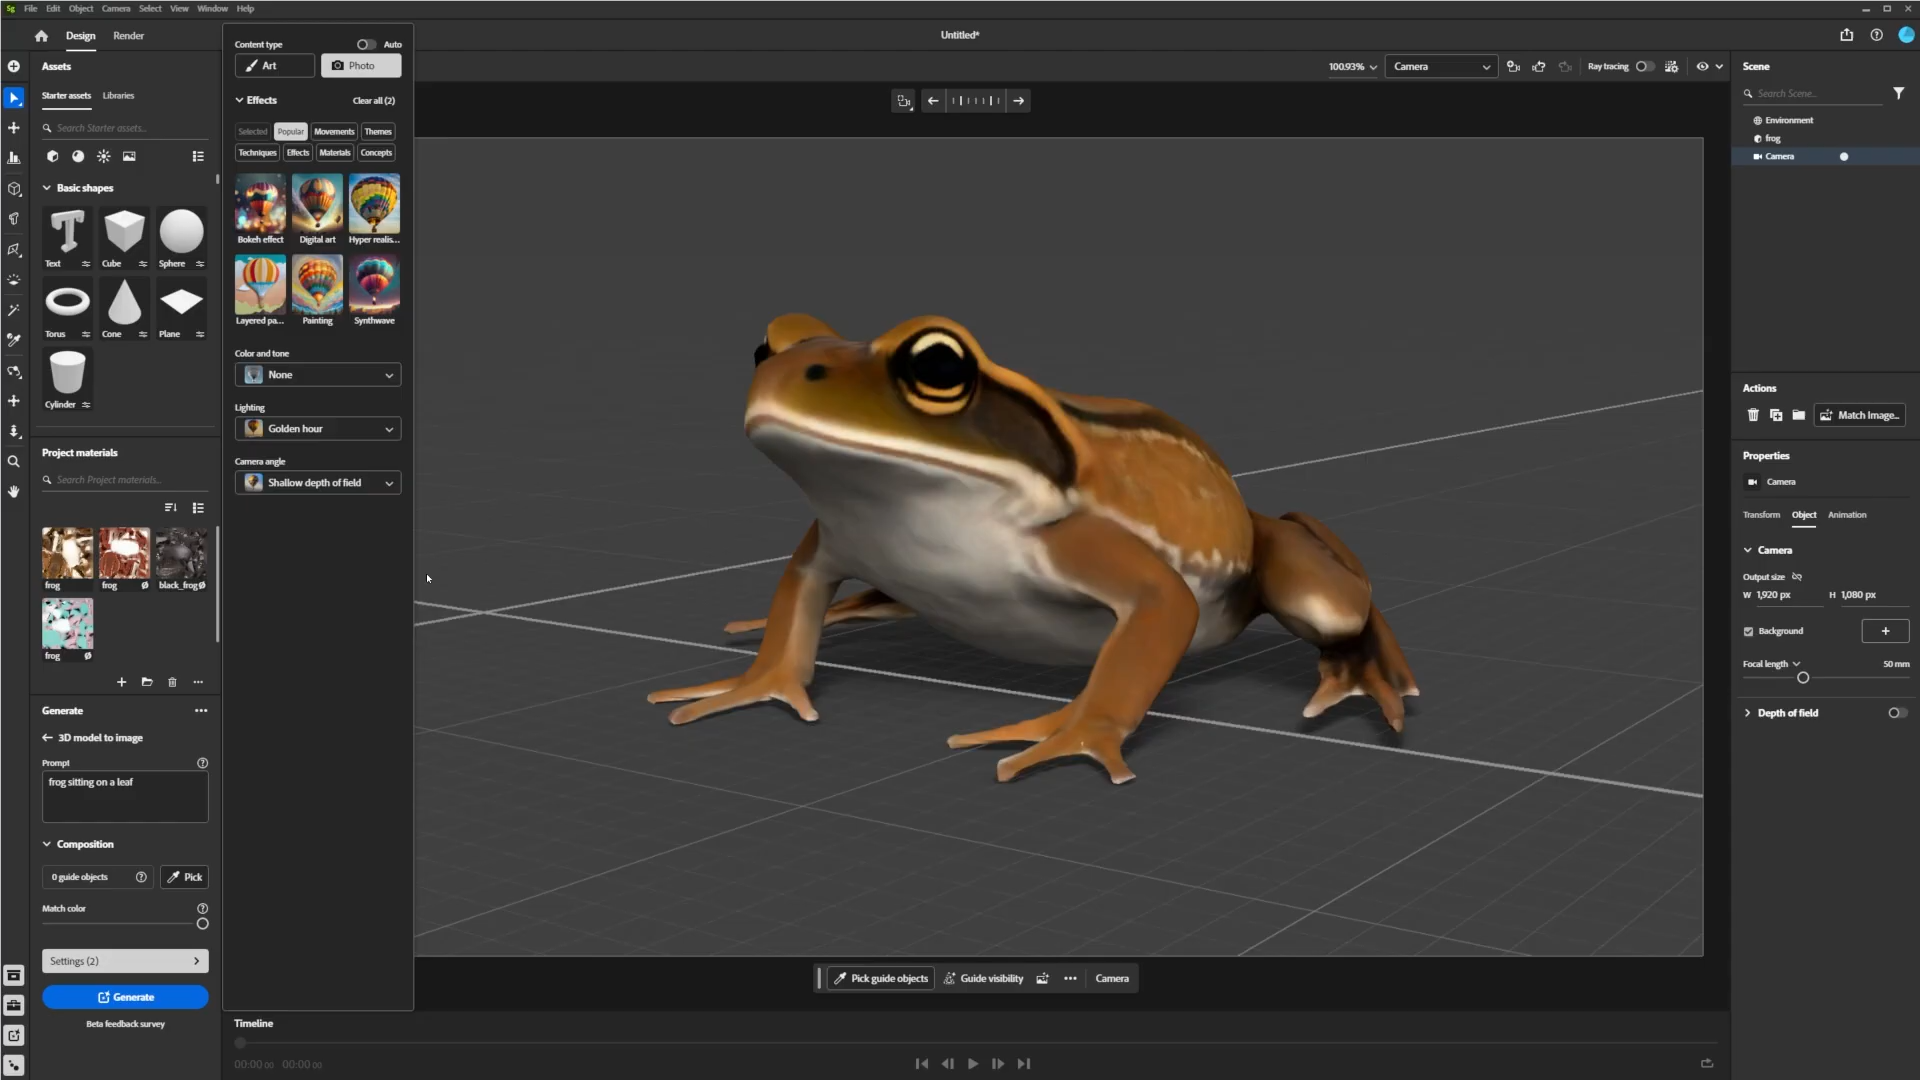 Sg File Edit Object Camera Select View Window Help
Design Render
Untitled*
Assets
Starter assets Libraries
Search Starter assets...
Basic shapes
Text Cube Sphere
Torus Cone Plane
Cylinder
Project materials
Search Project materials...
frog frog black_frog
frog
Generate
3D model to image
Prompt
frog sitting on a leaf
Composition
0 guide objects Pick
Match color
Settings (2)
Generate
Beta feedback survey
Content type Auto
Art Photo
Effects Clear all (2)
Selected Popular Movements Themes
Techniques Effects Materials Concepts
Bokeh effect Digital art Hyper realis...
Layered pa... Painting Synthwave
Color and tone
None
Lighting
Golden hour
Camera angle
Shallow depth of field
100.93% Camera Ray tracing
Pick guide objects Guide visibility Camera
Timeline
00:00:00 00:00:00
Scene
Search Scene...
Environment
frog
Camera
Actions
Match Image...
Properties
Camera
Transform Object Animation
Camera
Output size
W 1,920 px H 1,080 px
Background +
Focal length 50 mm
Depth of field